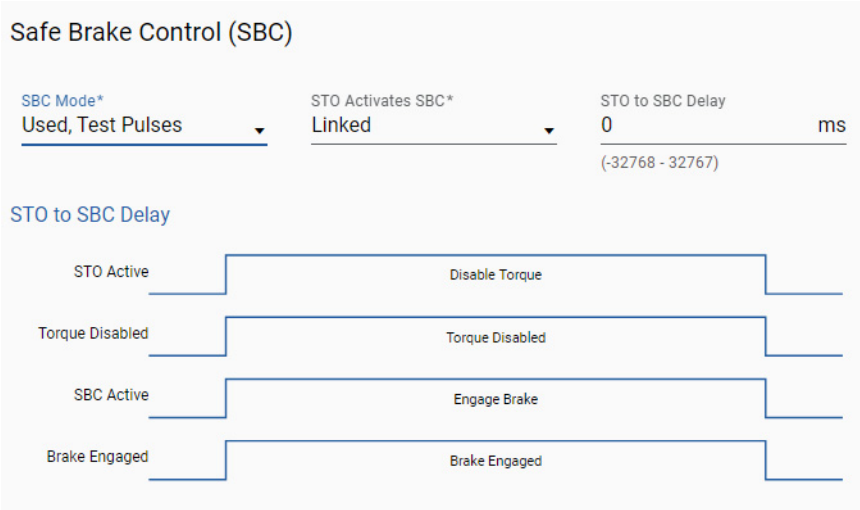 Safe Brake Control (SBC)
SBC Mode* STO Activates SBC* STO to SBC Delay
Used, Test Pulses Linked 0 ms
(-32768 - 32767)
STO to SBC Delay
STO Active Disable Torque
Torque Disabled Torque Disabled
SBC Active Engage Brake
Brake Engaged Brake Engaged